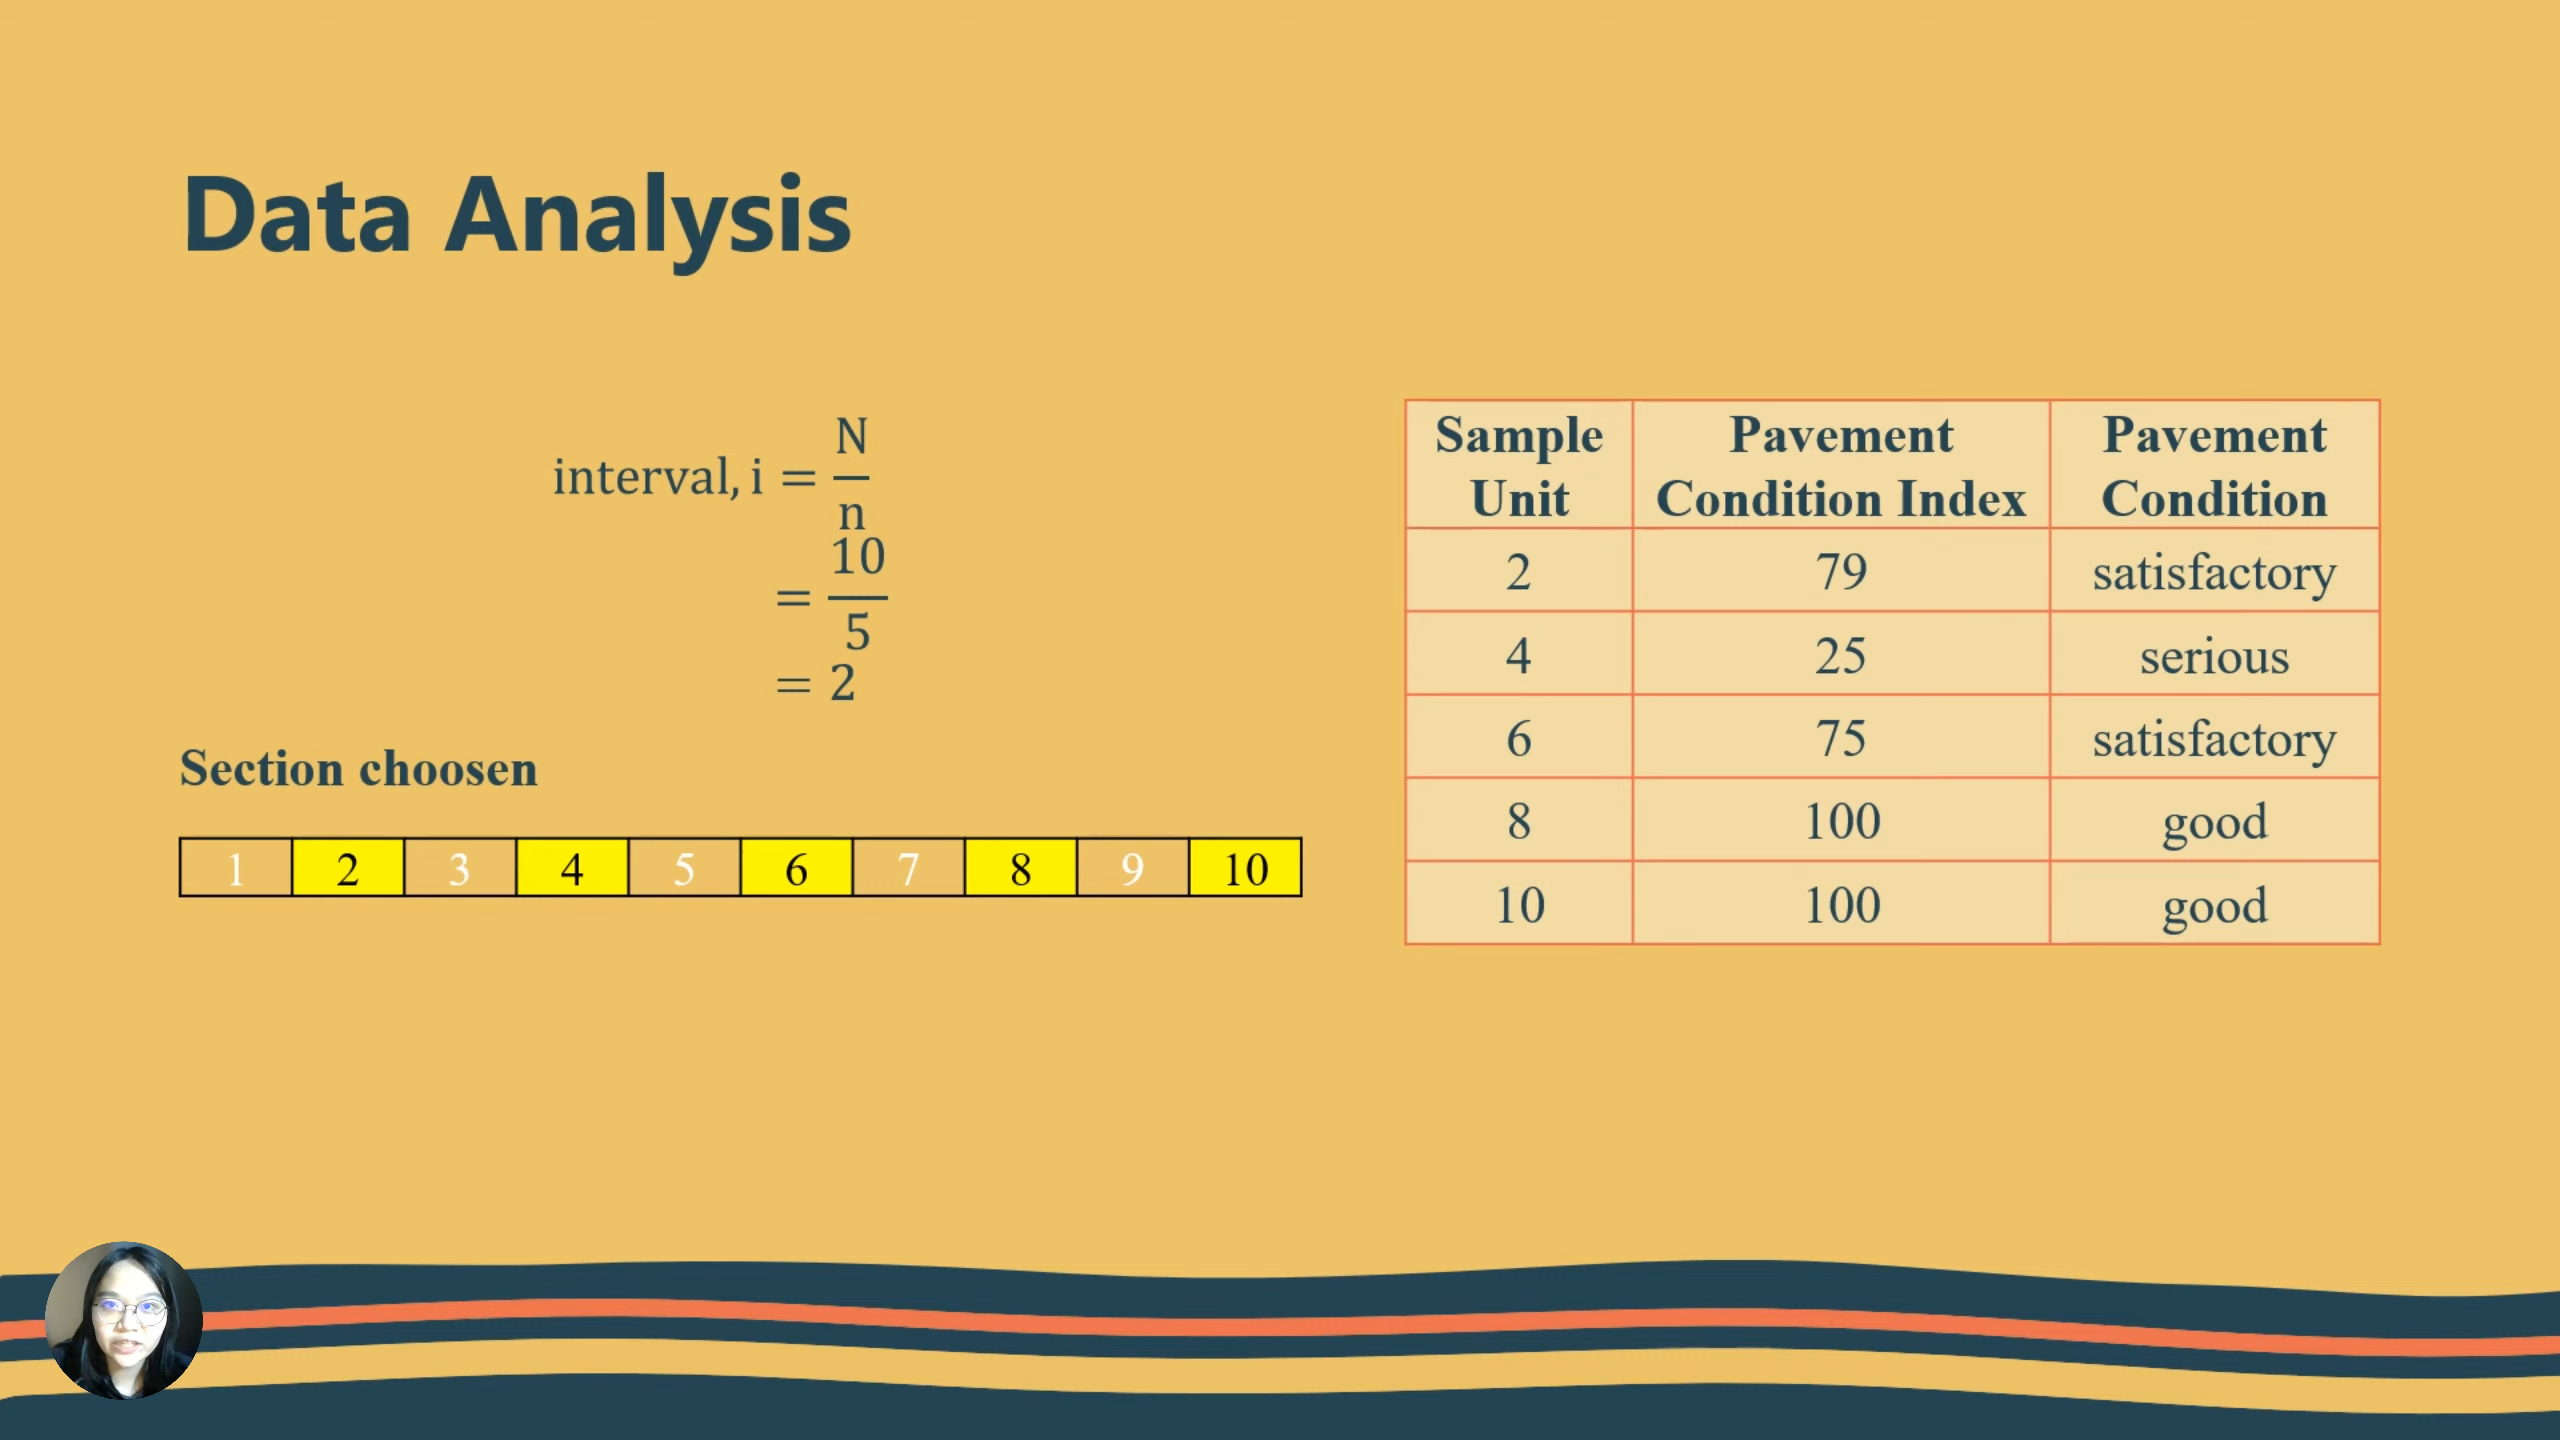 Data Analysis
interval, i = N/n
= 10/5
= 2
Section choosen
1 2 3 4 5 6 7 8 9 10
Sample Unit Pavement Condition Index Pavement Condition
2 79 satisfactory
4 25 serious
6 75 satisfactory
8 100 good
10 100 good